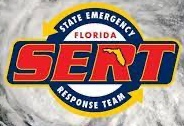 STATE EMERGENCY
FLORIDA
SERT
RESPONSE TEAM